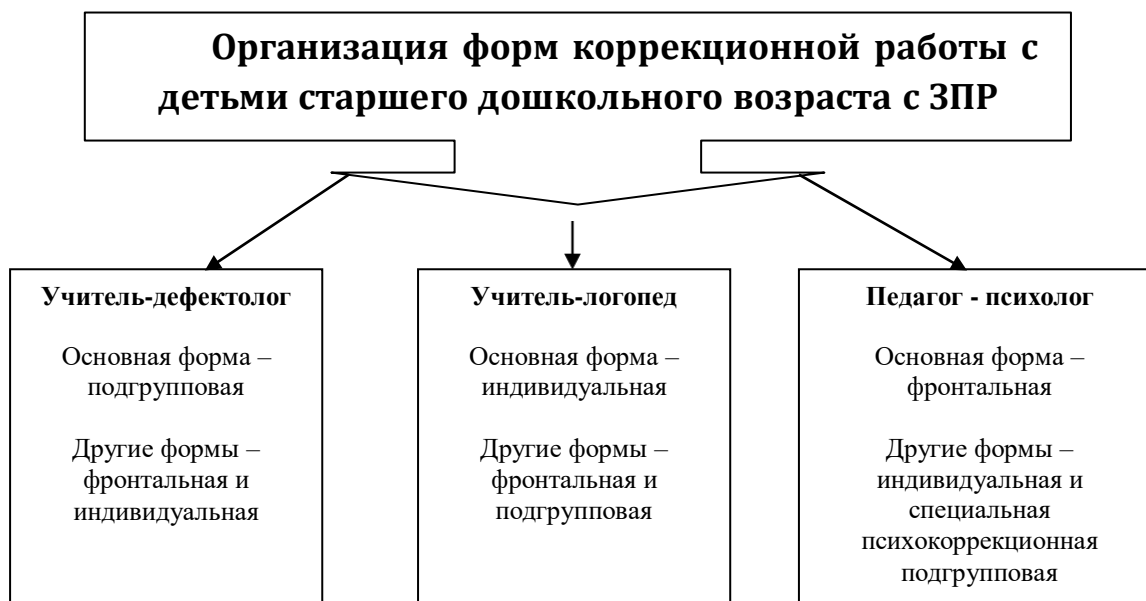 Организация форм коррекционной работы с
детьми старшего дошкольного возраста с ЗПР
Учитель-дефектолог
Основная форма –
подгрупповая
Другие формы –
фронтальная и
индивидуальная
Учитель-логопед
Основная форма –
индивидуальная
Другие формы –
фронтальная и
подгрупповая
Педагог - психолог
Основная форма –
фронтальная
Другие формы –
индивидуальная и
специальная
психокоррекционная
подгрупповая